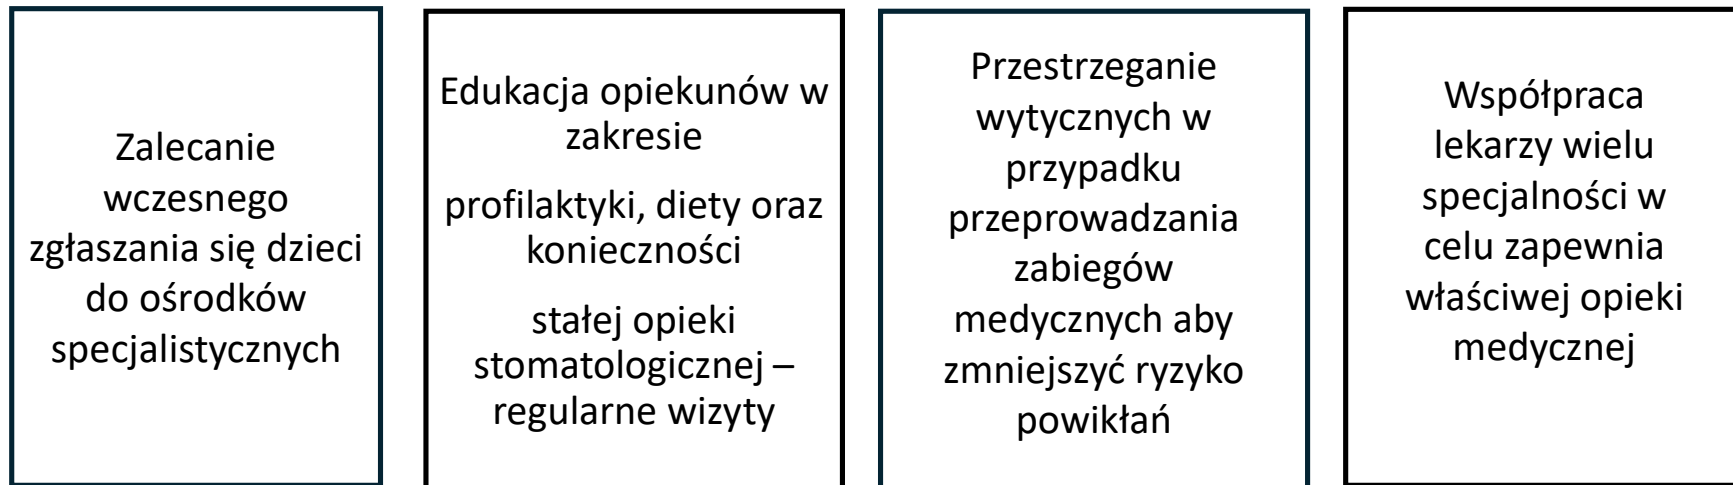 Zalecanie
wczesnego
zgłaszania się dzieci
do ośrodków
specjalistycznych
Edukacja opiekunów w
zakresie
profilaktyki, diety oraz
konieczności
stałej opieki
stomatologicznej –
regularne wizyty
Przestrzeganie
wytycznych w
przypadku
przeprowadzania
zabiegów
medycznych aby
zmniejszyć ryzyko
powikłań
Współpraca
lekarzy wielu
specjalności w
celu zapewnia
właściwej opieki
medycznej